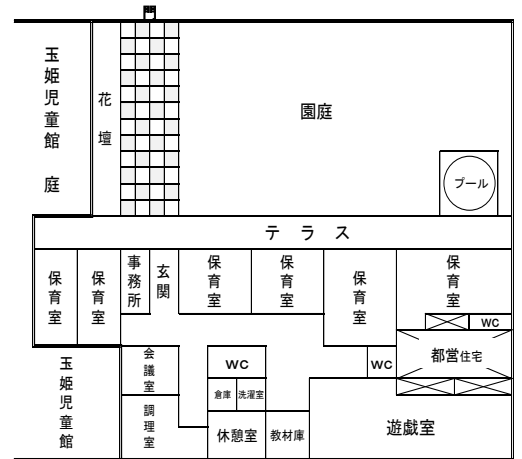 門
玉姫児童館 庭
花壇
園庭
プール
テラス
保育室
保育室
事務所
玄関
保育室
保育室
保育室
保育室
WC
都営住宅
会議室
WC
WC
倉庫
洗濯室
玉姫児童館
調理室
休憩室
教材庫
遊戯室